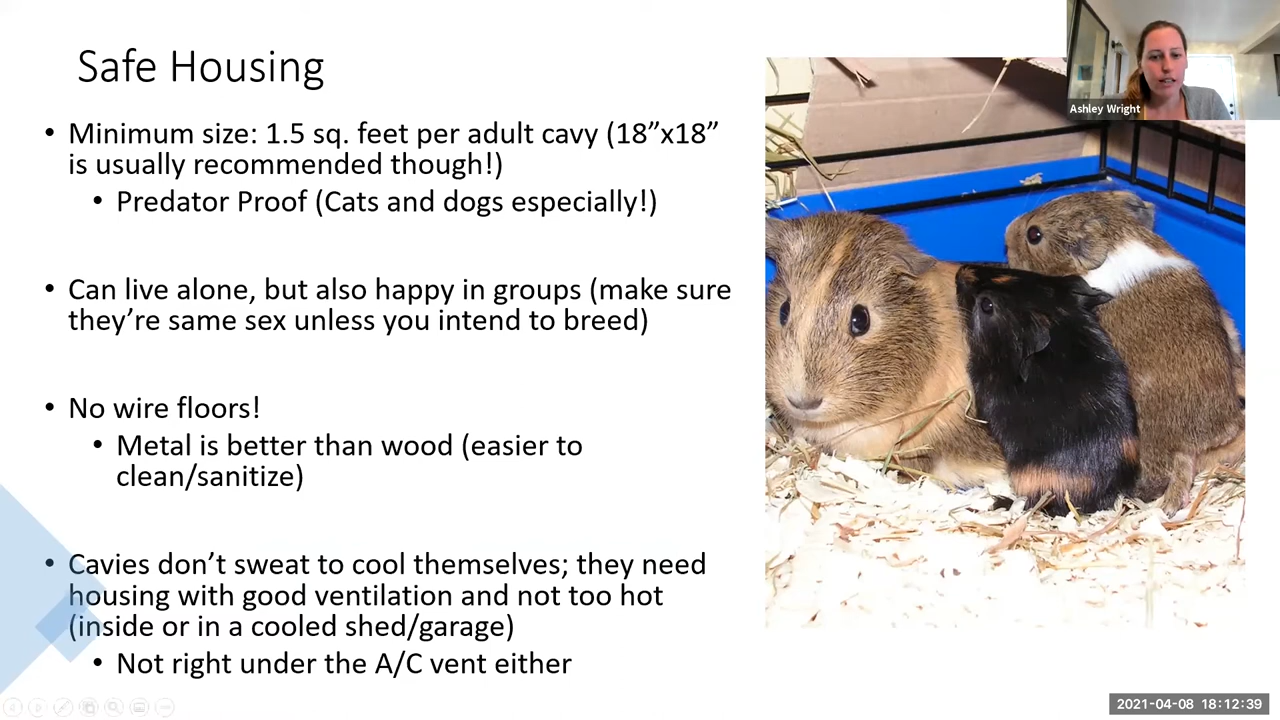 Safe Housing
• Minimum size: 1.5 sq. feet per adult cavy (18”x18”
is usually recommended though!)
• Predator Proof (Cats and dogs especially!)
• Can live alone, but also happy in groups (make sure
they’re same sex unless you intend to breed)
• No wire floors!
• Metal is better than wood (easier to
clean/sanitize)
• Cavies don’t sweat to cool themselves; they need
housing with good ventilation and not too hot
(inside or in a cooled shed/garage)
• Not right under the A/C vent either
Ashley Wright
2021-04-08 18:12:39